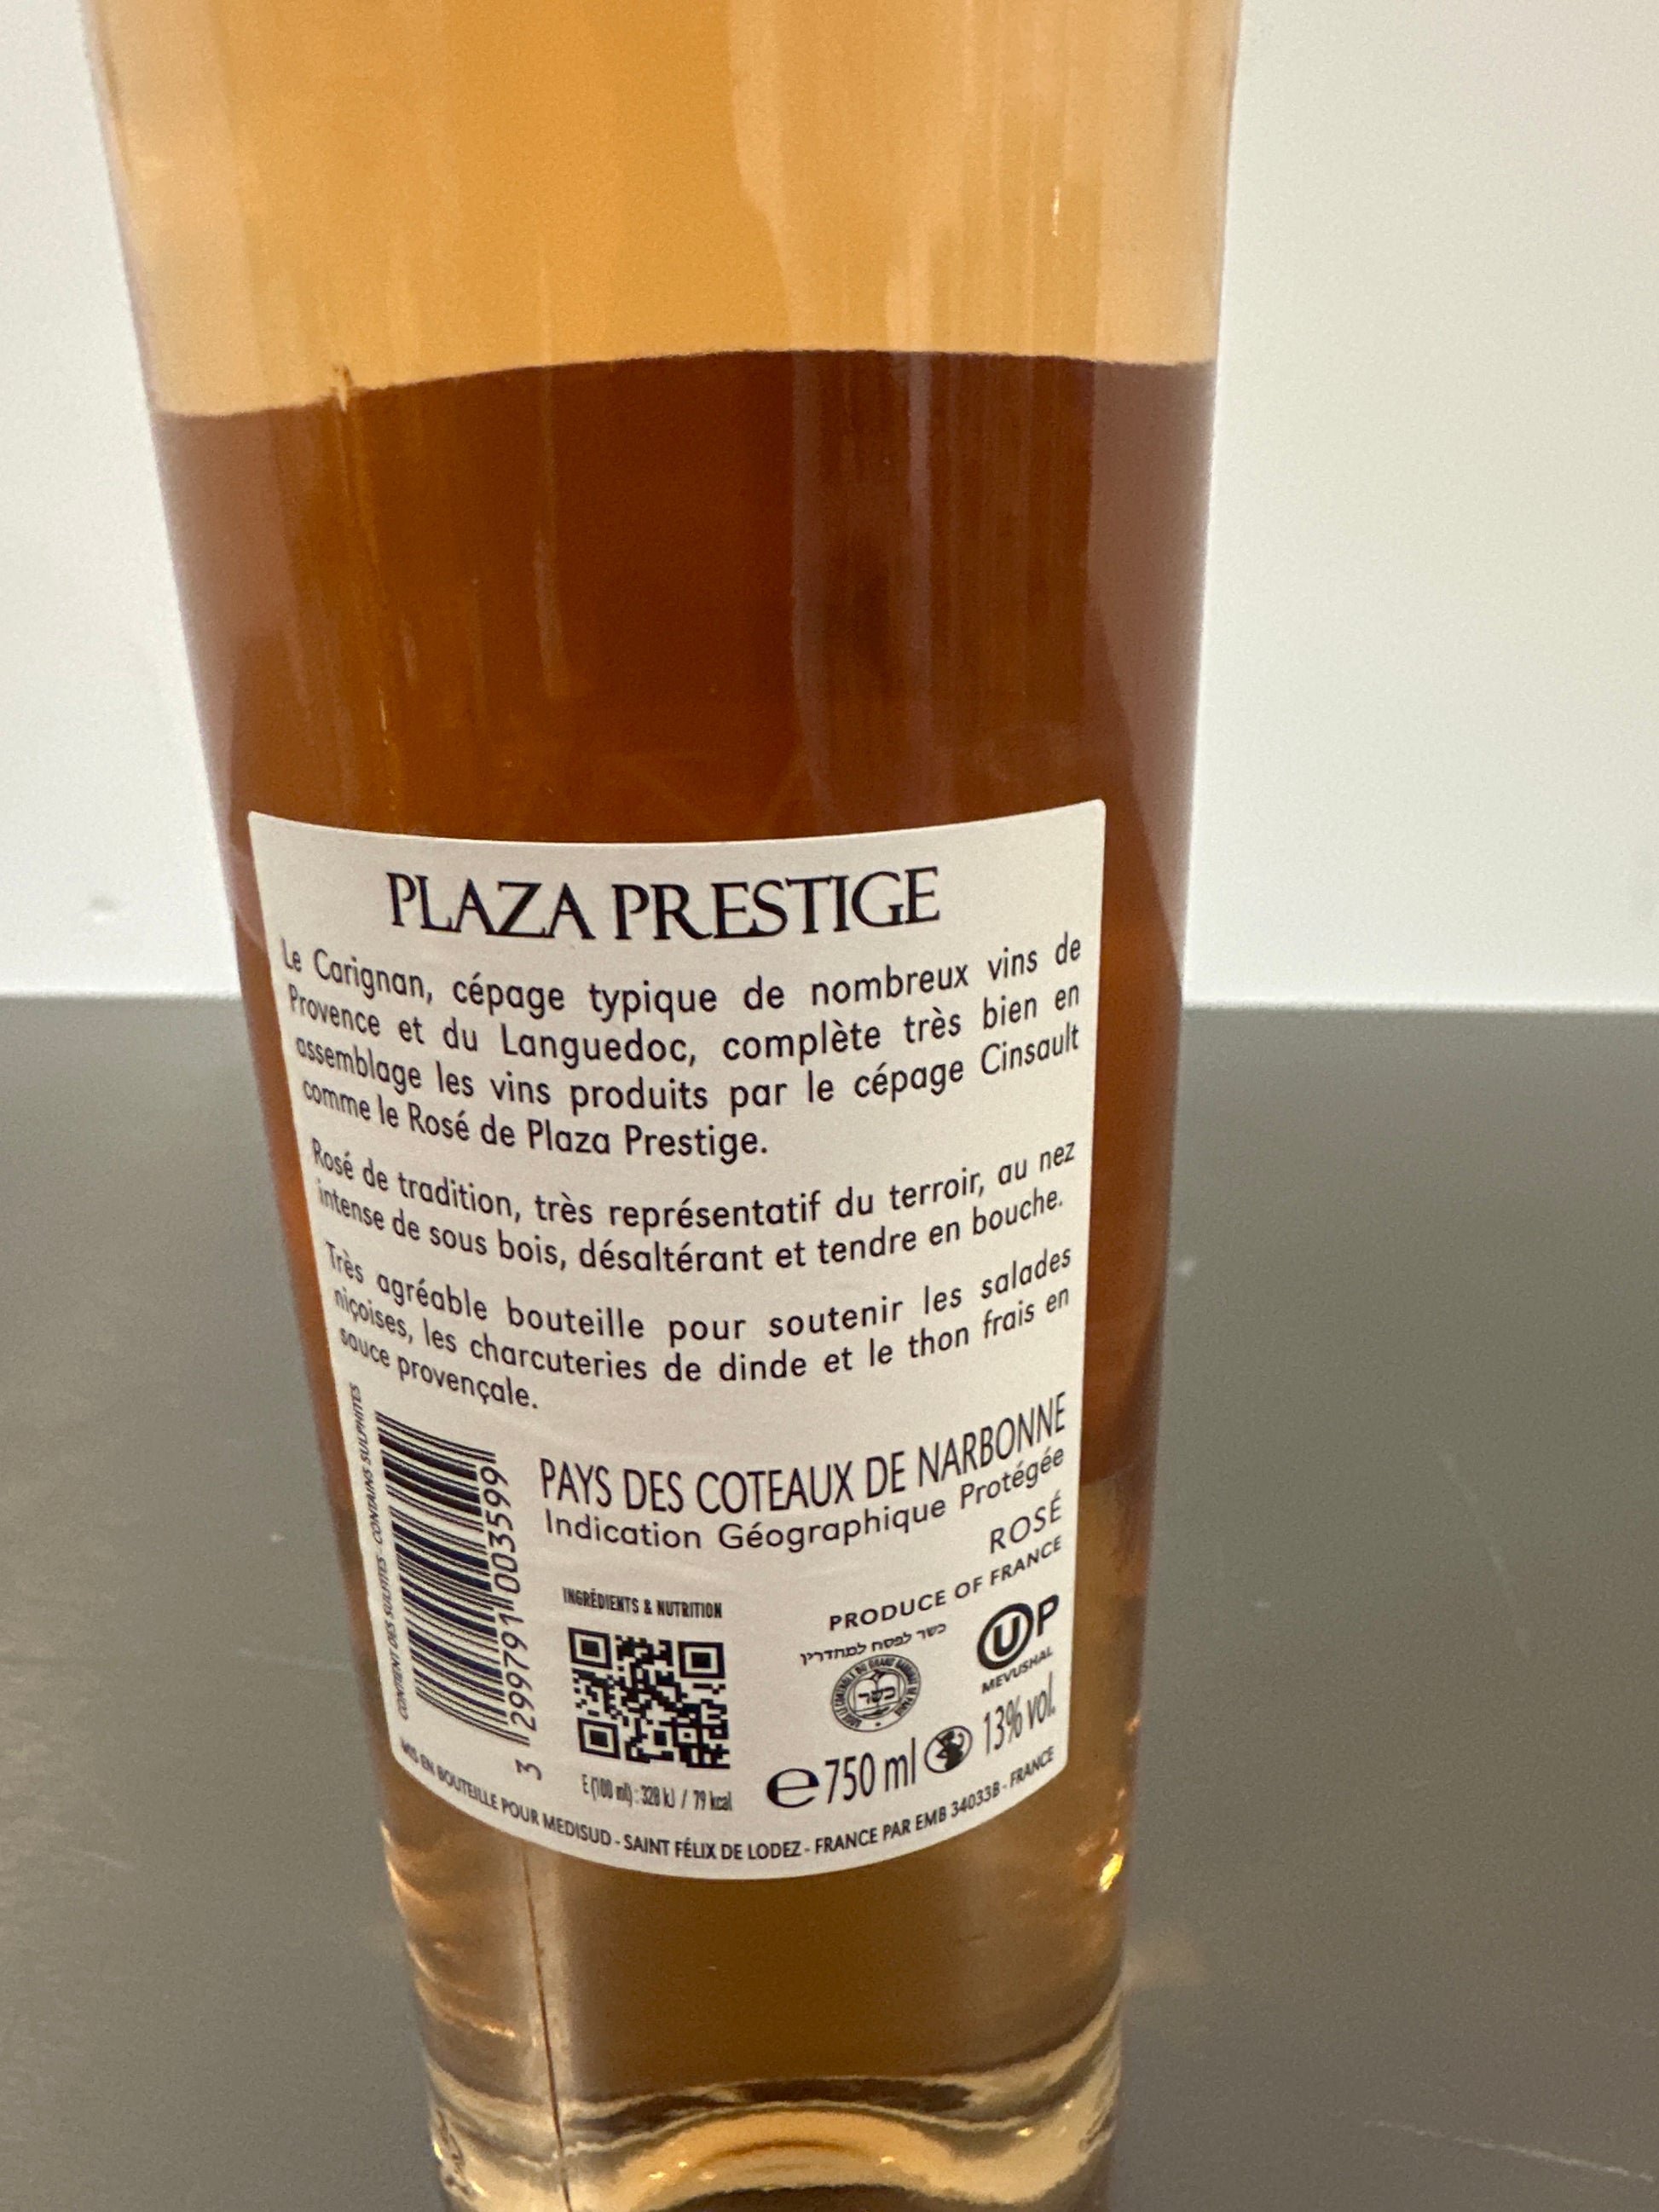 PLAZA PRESTIGE
Le Carignan, cépage typique de nombreux vins de
Provence et du Languedoc, complète très bien en
assemblage les vins produits par le cépage Cinsault
comme le Rosé de Plaza Prestige.
Rosé de tradition, très représentatif du terroir, au nez
intense de sous bois, désaltérant et tendre en bouche.
Très agréable bouteille pour soutenir les salades
niçoises, les charcuteries de dinde et le thon frais en
sauce provençale.
CONTIENT DES SULFITES - CONTAINS SULPHITES
3 299791 003599
PAYS DES COTEAUX DE NARBONNE
Indication Géographique Protégée
ROSÉ
PRODUCE OF FRANCE
INGRÉDIENTS & NUTRITION
E (100 ml) : 328 kJ / 79 kcal
כשר לפסח למהדרין
כשר
U P
MEVUSHAL
e 750 ml 13% vol.
MIS EN BOUTEILLE POUR MEDISUD - SAINT FÉLIX DE LODEZ - FRANCE PAR EMB 34033B - FRANCE